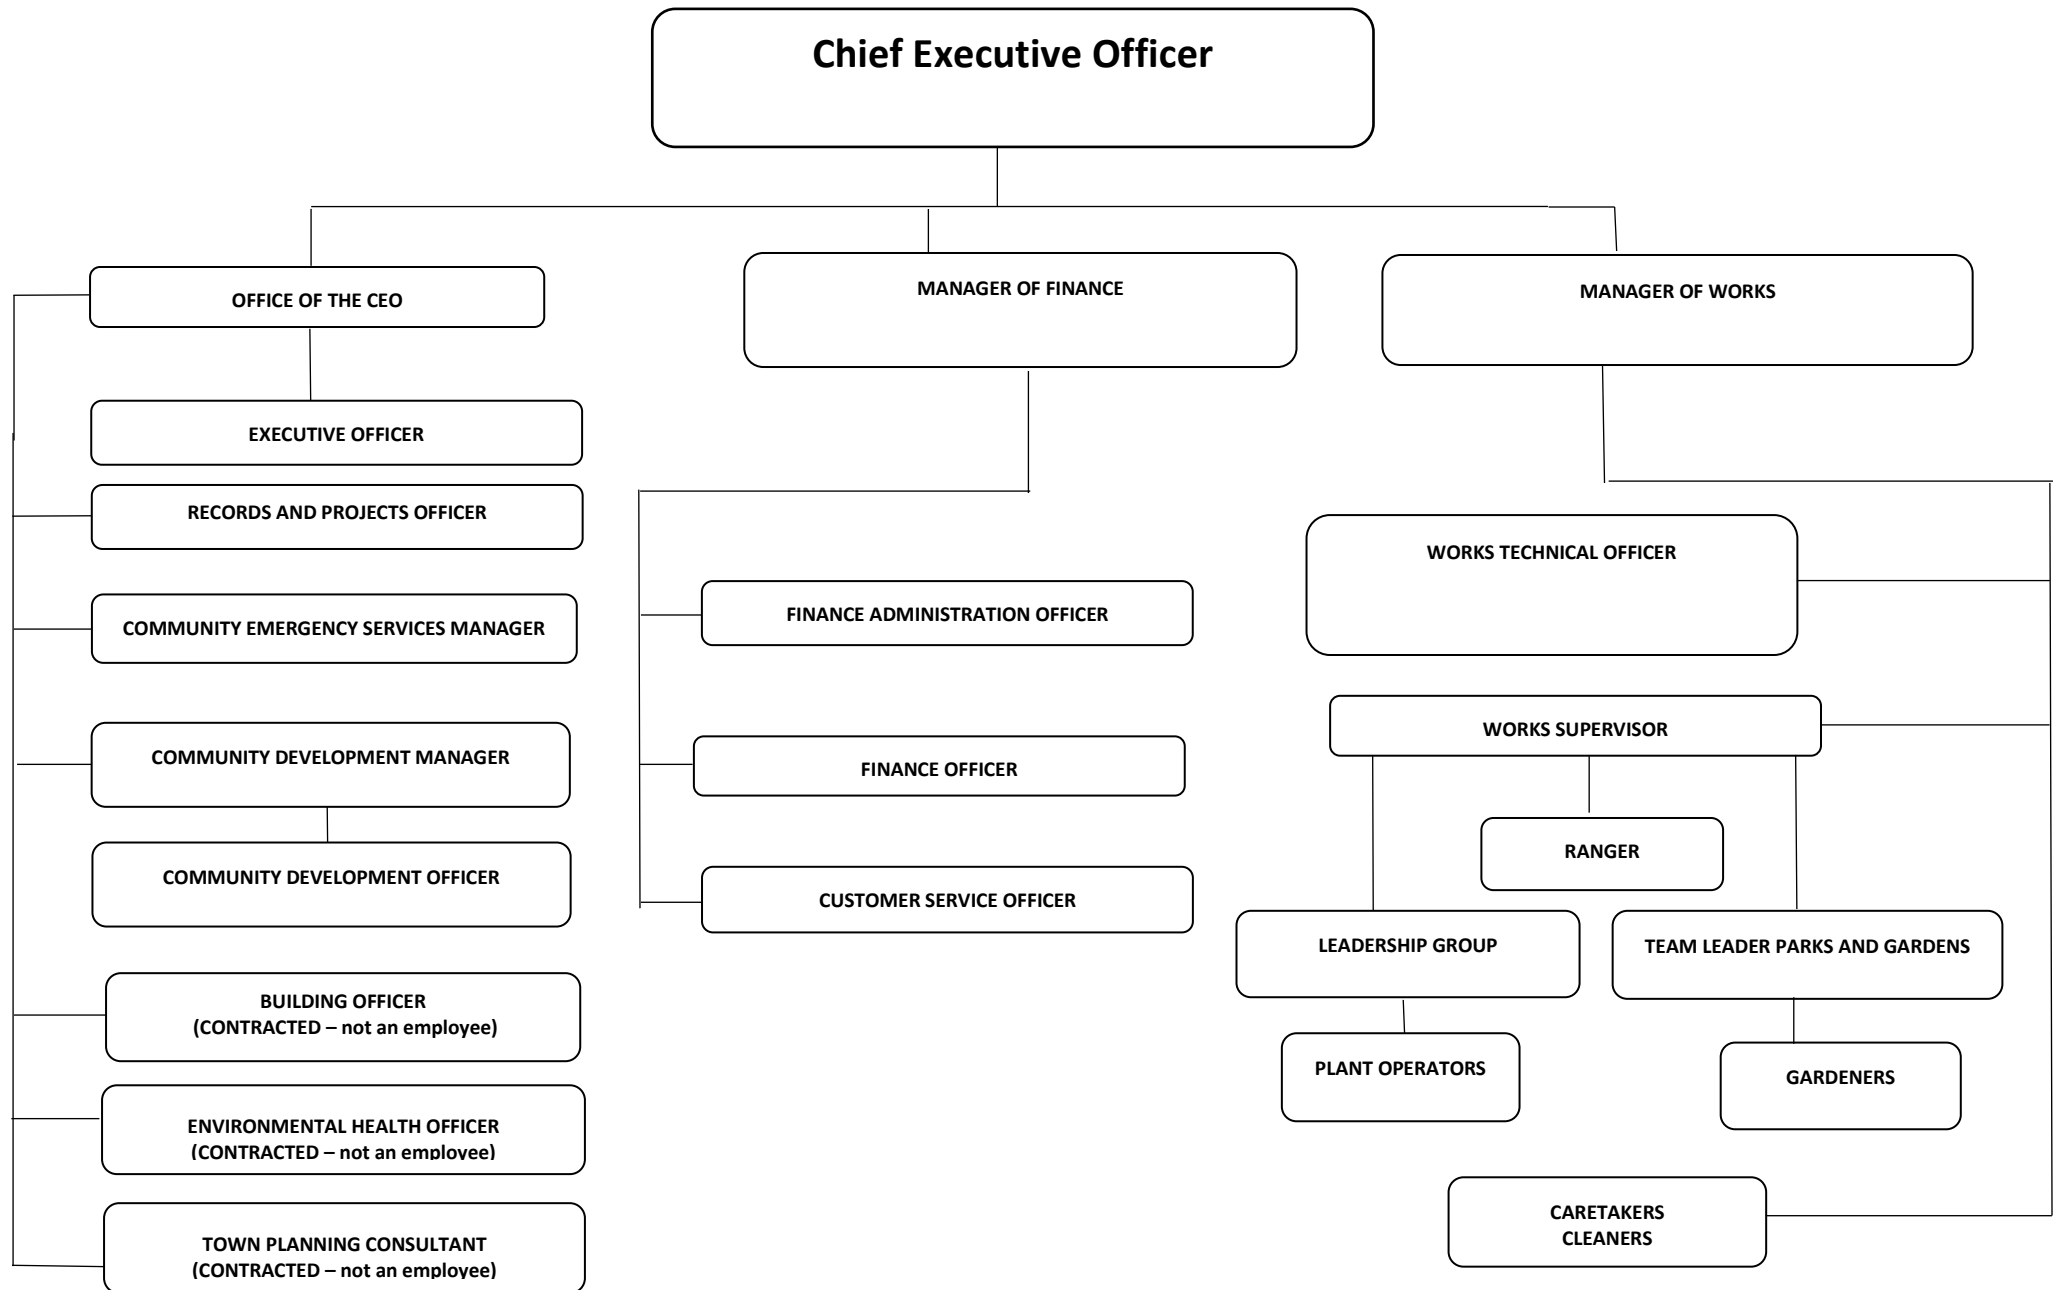 Chief Executive Officer
OFFICE OF THE CEO
MANAGER OF FINANCE
MANAGER OF WORKS
EXECUTIVE OFFICER
RECORDS AND PROJECTS OFFICER
COMMUNITY EMERGENCY SERVICES MANAGER
COMMUNITY DEVELOPMENT MANAGER
COMMUNITY DEVELOPMENT OFFICER
BUILDING OFFICER
(CONTRACTED – not an employee)
ENVIRONMENTAL HEALTH OFFICER
(CONTRACTED – not an employee)
TOWN PLANNING CONSULTANT
(CONTRACTED – not an employee)
FINANCE ADMINISTRATION OFFICER
FINANCE OFFICER
CUSTOMER SERVICE OFFICER
WORKS TECHNICAL OFFICER
WORKS SUPERVISOR
RANGER
LEADERSHIP GROUP
TEAM LEADER PARKS AND GARDENS
PLANT OPERATORS
GARDENERS
CARETAKERS
CLEANERS